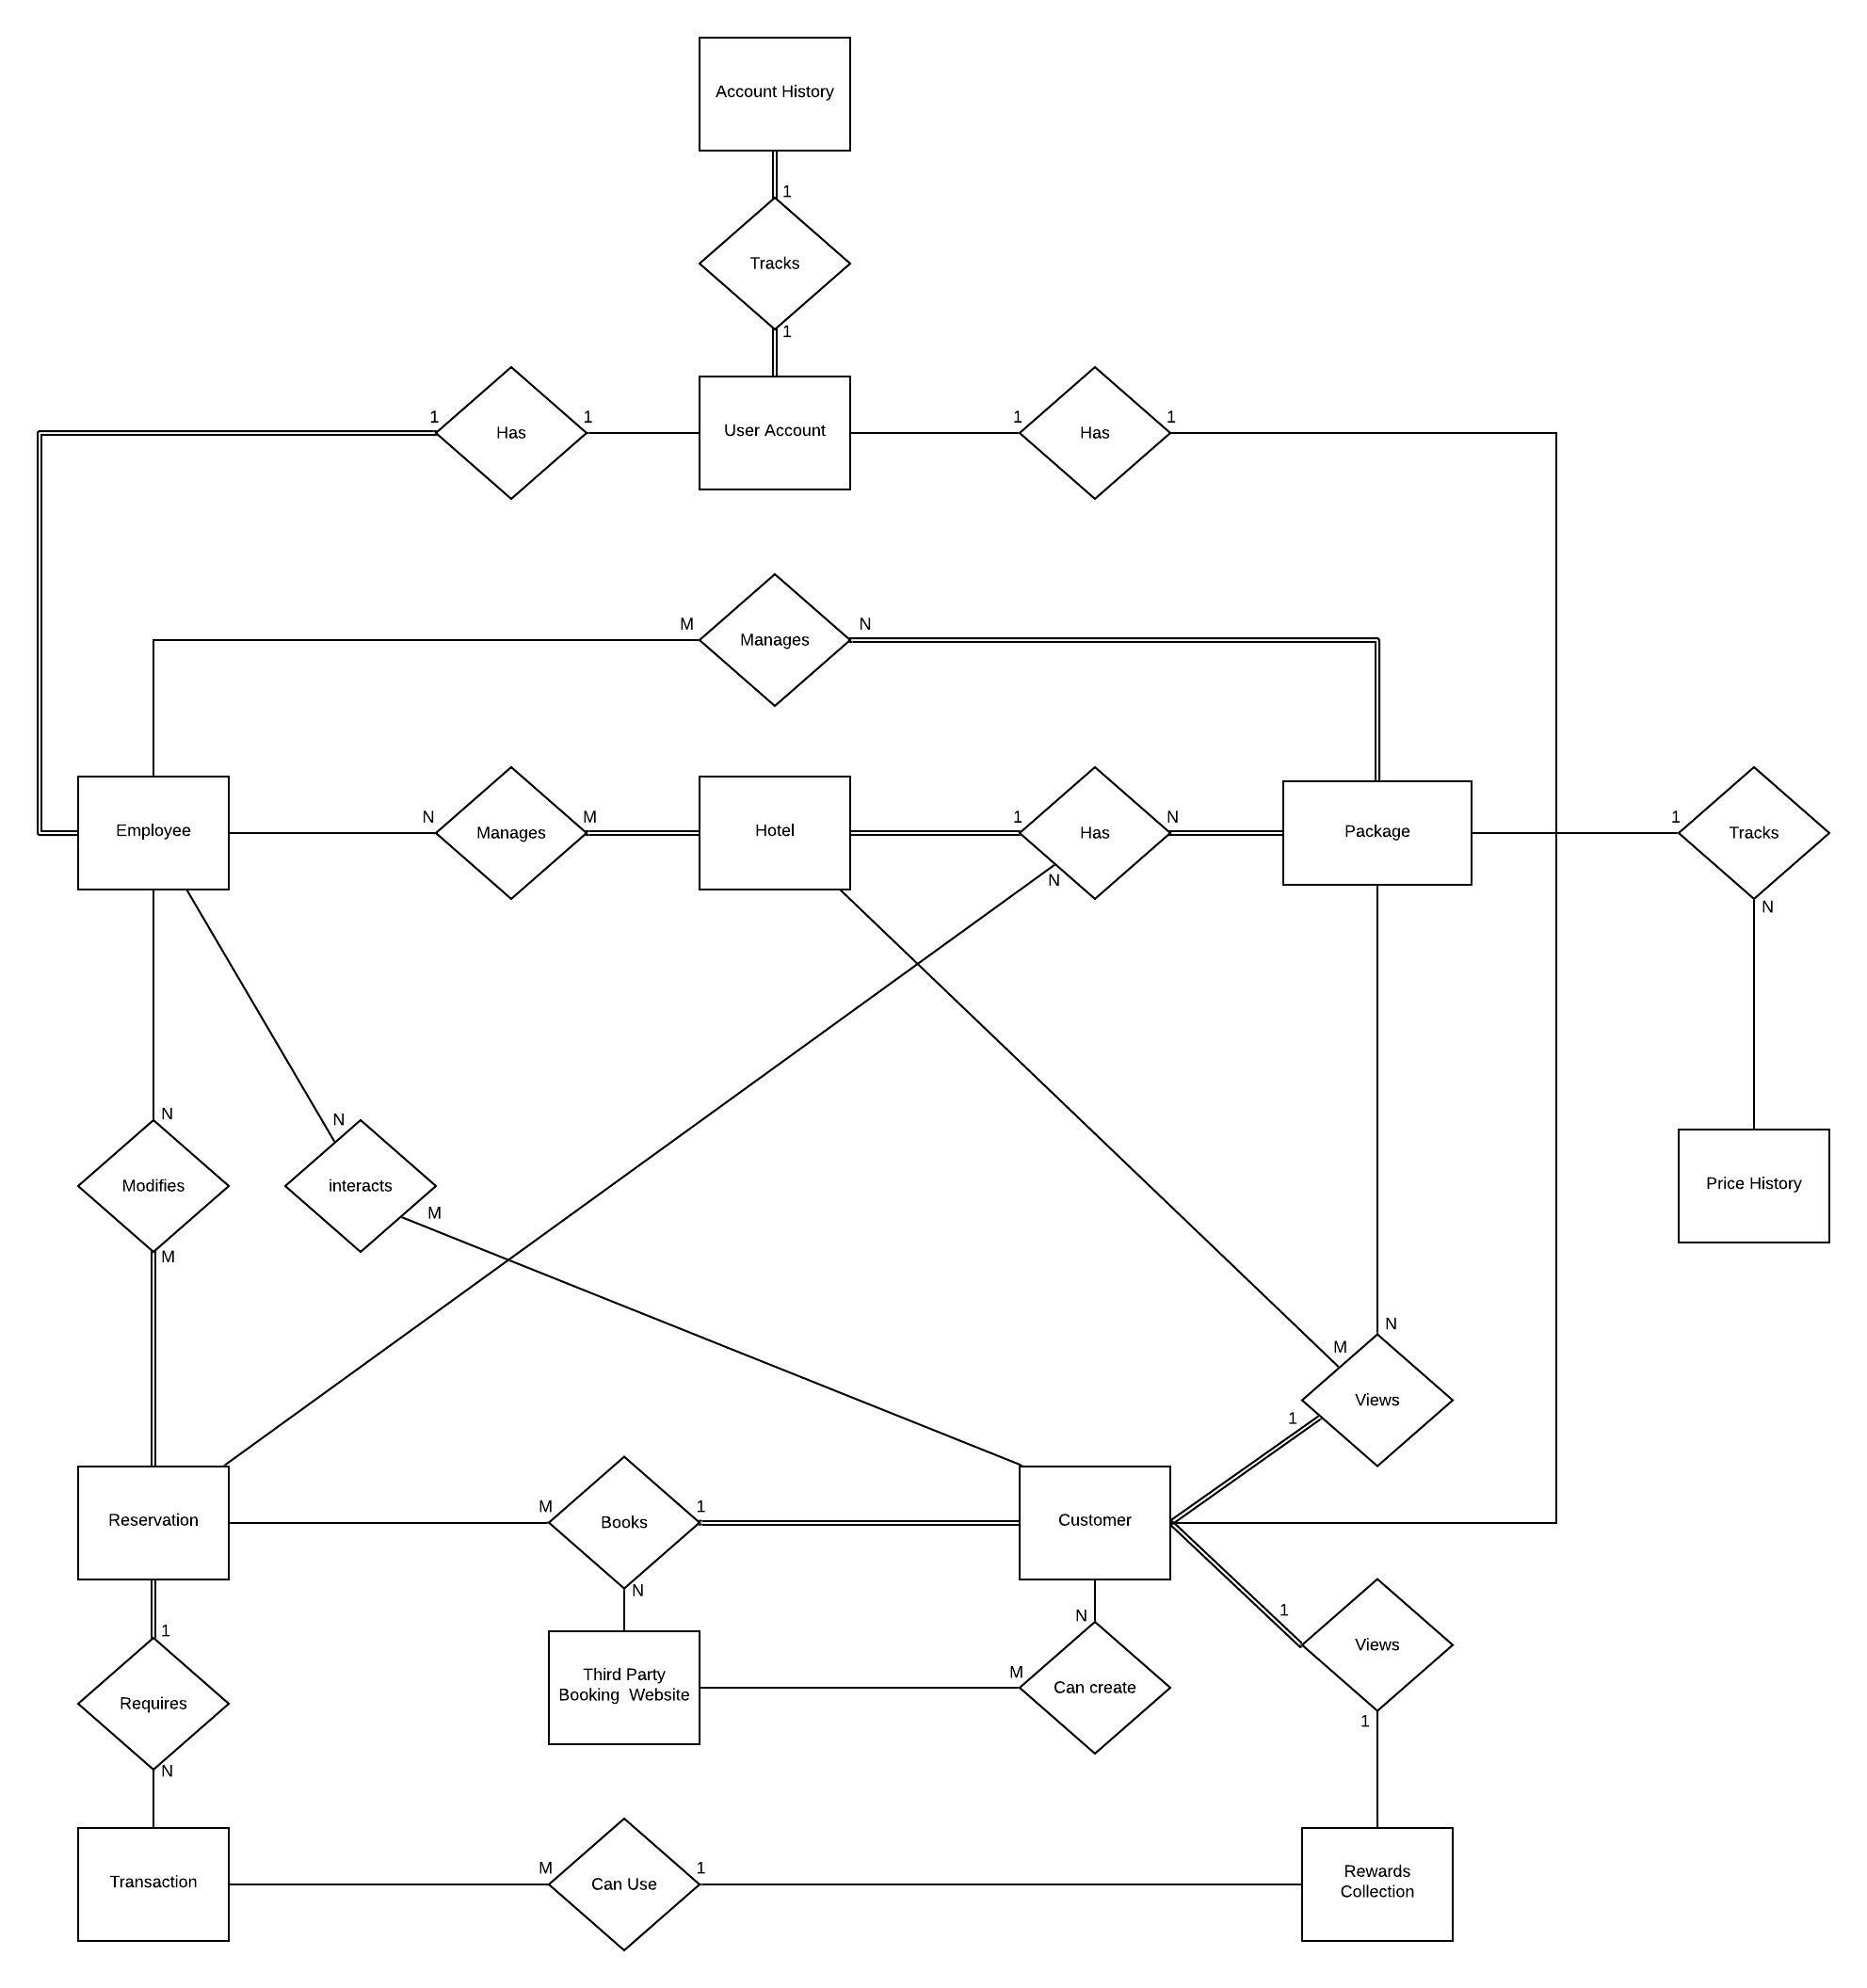 Account History
1
Tracks
1
1
Has
1
User Account
1
Has
1
M
Manages
N
Employee
N
Manages
M
Hotel
1
Has
N
N
Package
1
Tracks
N
N
Modifies
M
N
interacts
M
Price History
N
M
Views
1
Reservation
M
Books
1
N
Customer
1
Views
1
1
Requires
N
Third Party
Booking Website
N
M
Can create
Transaction
M
Can Use
1
Rewards
Collection